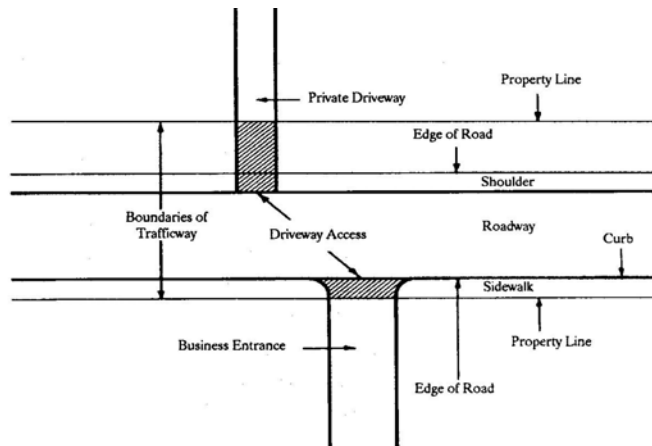 Property Line
Private Driveway
Edge of Road
Shoulder
Boundaries of
Trafficway
Driveway Access
Roadway
Curb
Sidewalk
Business Entrance
Property Line
Edge of Road